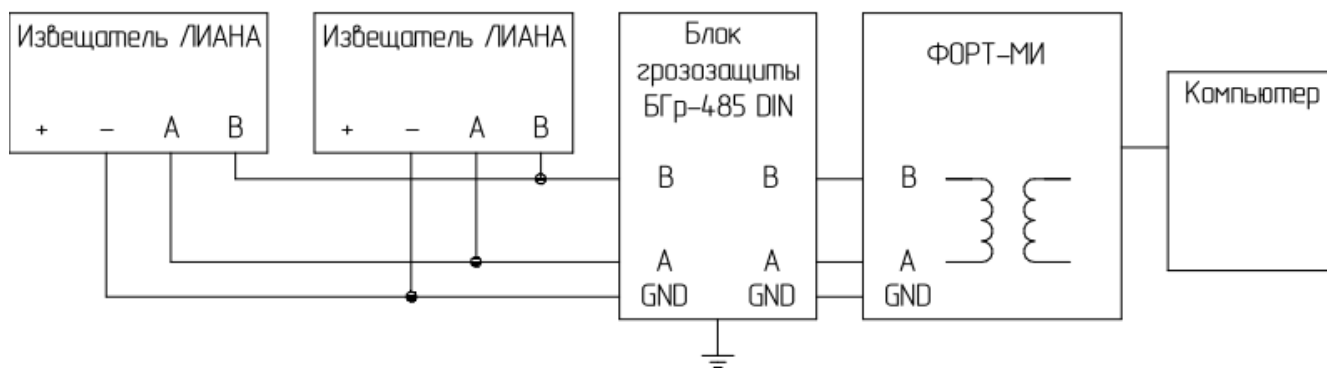 Извещатель ЛИАНА
+ – А В
Извещатель ЛИАНА
+ – А В
Блок
грозозащиты
БГр-485 DIN
В В
А А
GND GND
ФОРТ-МИ
В
А
GND
Компьютер